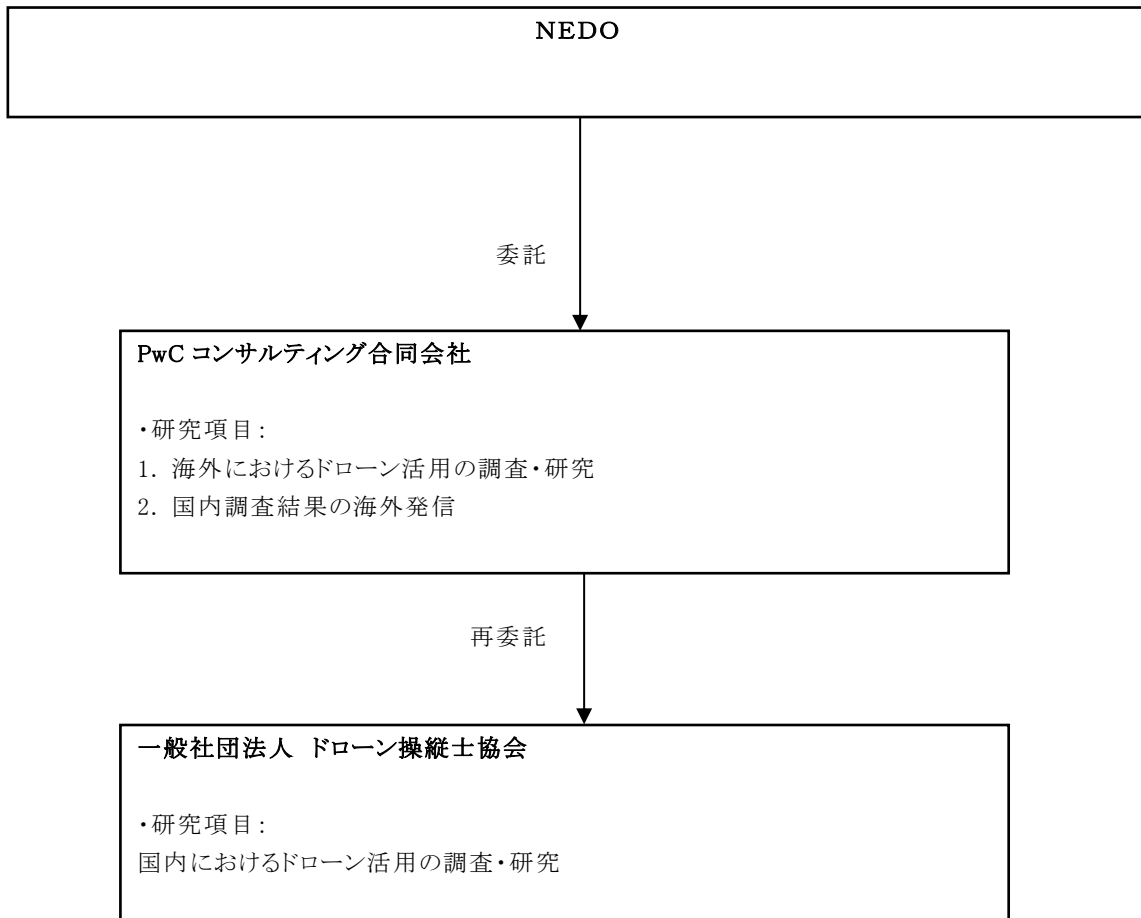 NEDO
委託
PwC コンサルティング合同会社
・研究項目:
1. 海外におけるドローン活用の調査・研究
2. 国内調査結果の海外発信
再委託
一般社団法人 ドローン操縦士協会
・研究項目:
国内におけるドローン活用の調査・研究